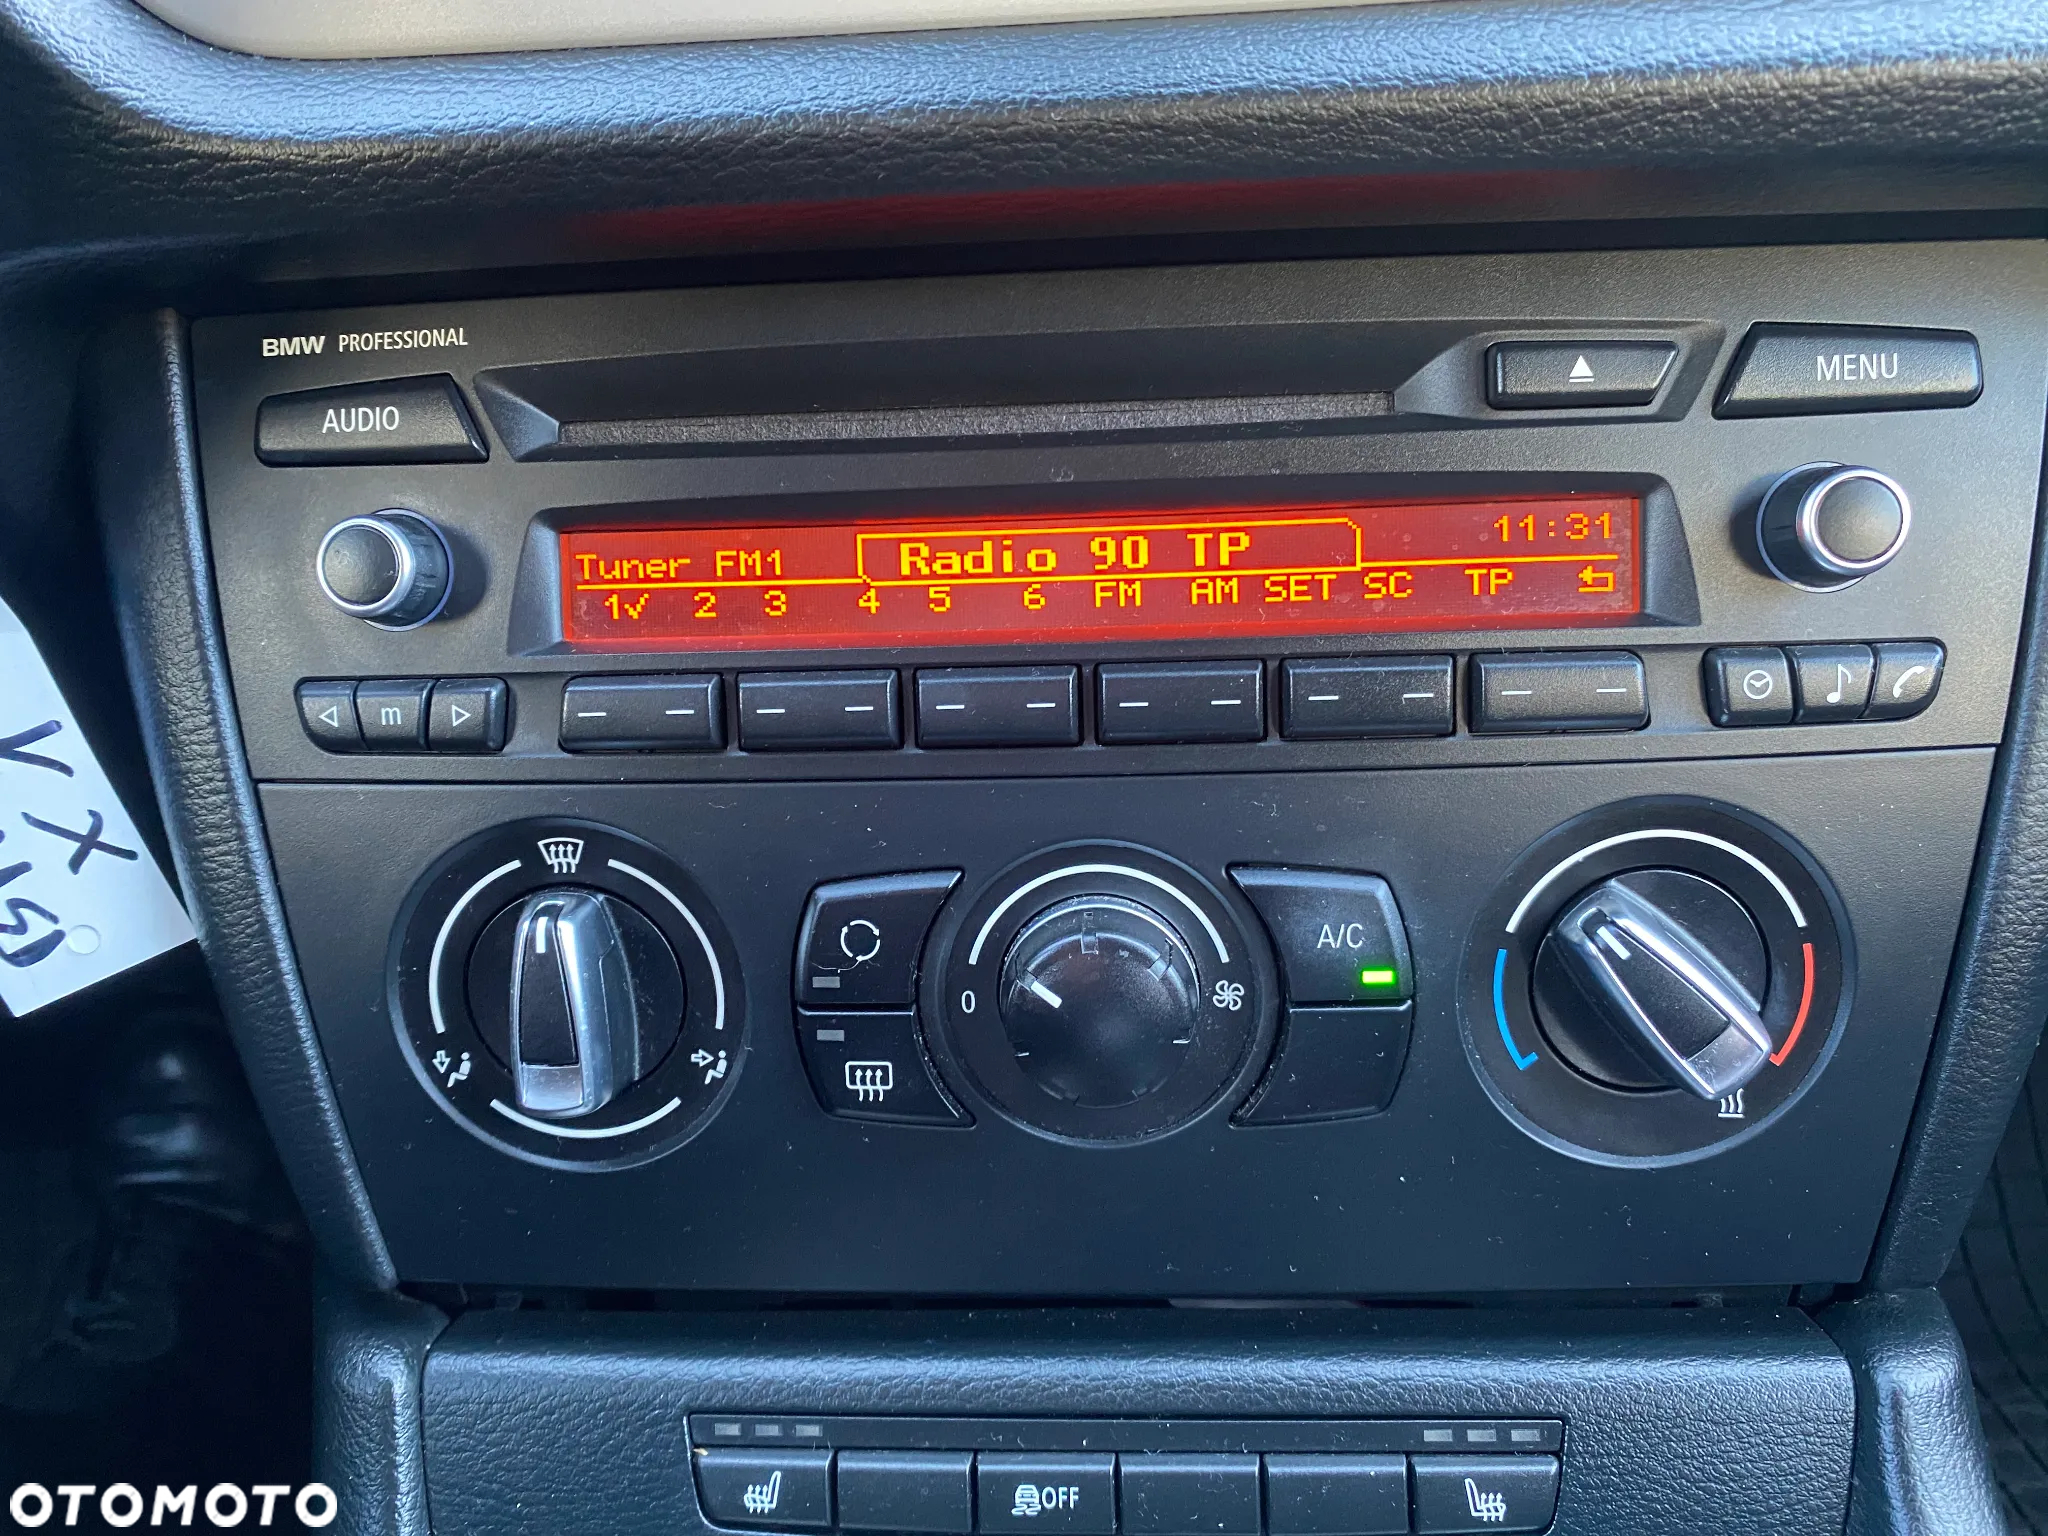 BMW PROFESSIONAL
AUDIO
MENU
Tuner FM1 Radio 90 TP 11:31
1✓ 2 3 4 5 6 FM AM SET SC TP
m
0
A/C
OFF
OTOMOTO